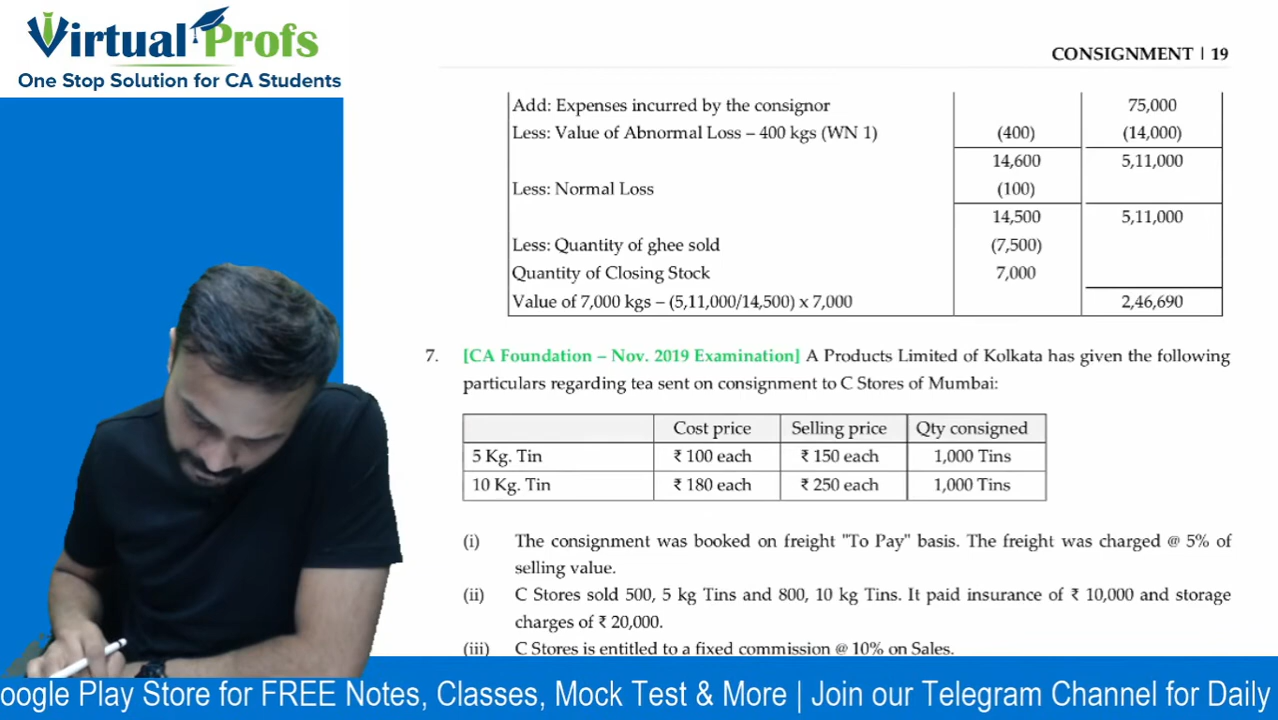 Virtual Profs
One Stop Solution for CA Students
CONSIGNMENT | 19
Add: Expenses incurred by the consignor 75,000
Less: Value of Abnormal Loss – 400 kgs (WN 1) (400) (14,000)
14,600 5,11,000
Less: Normal Loss (100)
14,500 5,11,000
Less: Quantity of ghee sold (7,500)
Quantity of Closing Stock 7,000
Value of 7,000 kgs – (5,11,000/14,500) x 7,000 2,46,690
7. [CA Foundation – Nov. 2019 Examination] A Products Limited of Kolkata has given the following
particulars regarding tea sent on consignment to C Stores of Mumbai:
Cost price Selling price Qty consigned
5 Kg. Tin ₹ 100 each ₹ 150 each 1,000 Tins
10 Kg. Tin ₹ 180 each ₹ 250 each 1,000 Tins
(i) The consignment was booked on freight "To Pay" basis. The freight was charged @ 5% of
selling value.
(ii) C Stores sold 500, 5 kg Tins and 800, 10 kg Tins. It paid insurance of ₹ 10,000 and storage
charges of ₹ 20,000.
(iii) C Stores is entitled to a fixed commission @ 10% on Sales.
oogle Play Store for FREE Notes, Classes, Mock Test & More | Join our Telegram Channel for Daily